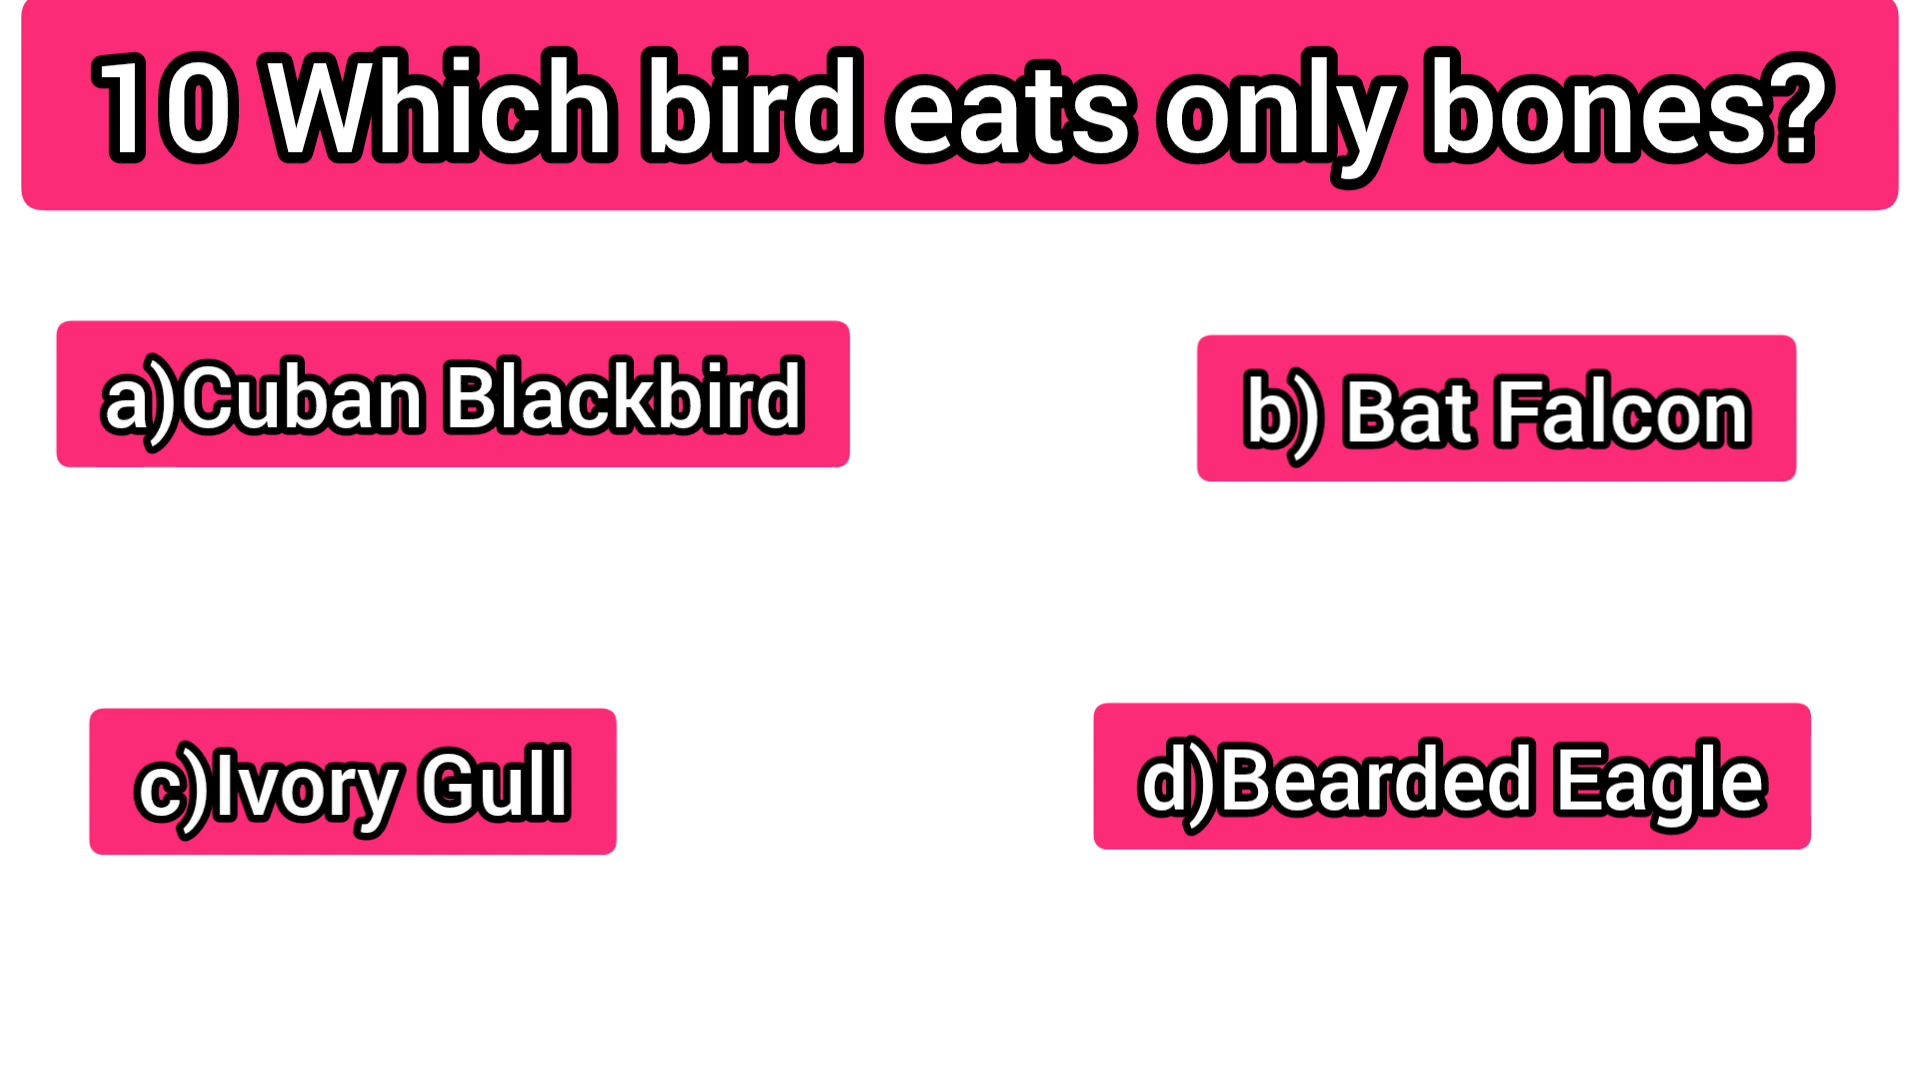 10 Which bird eats only bones?
a)Cuban Blackbird
b) Bat Falcon
c)Ivory Gull
d)Bearded Eagle